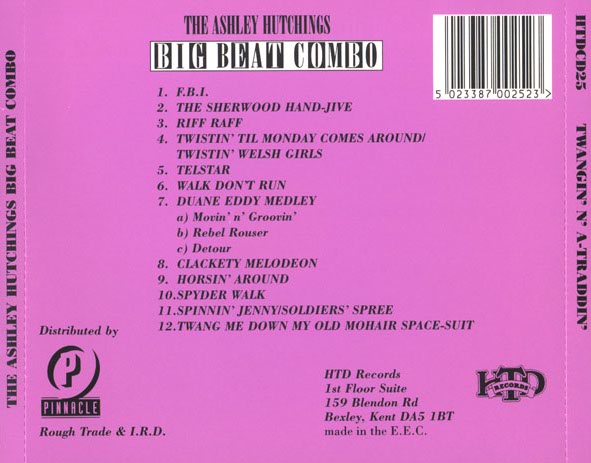 THE ASHLEY HUTCHINGS
BIG BEAT COMBO
1. F.B.I.
2. THE SHERWOOD HAND-JIVE
3. RIFF RAFF
4. TWISTIN' TIL MONDAY COMES AROUND/
TWISTIN' WELSH GIRLS
5. TELSTAR
6. WALK DON'T RUN
7. DUANE EDDY MEDLEY
a) Movin' n' Groovin'
b) Rebel Rouser
c) Detour
8. CLACKETY MELODEON
9. HORSIN' AROUND
10.SPYDER WALK
11.SPINNIN' JENNY/SOLDIERS' SPREE
12.TWANG ME DOWN MY OLD MOHAIR SPACE-SUIT
5 023387 002523>
Distributed by
P
PINNACLE
Rough Trade & I.R.D.
HTD Records
1st Floor Suite
159 Blendon Rd
Bexley, Kent DA5 1BT
made in the E.E.C.
HTD
RECORDS
THE ASHLEY HUTCHINGS BIG BEAT COMBO
HTDCD25 TWANGIN' N' A-TRADDIN'